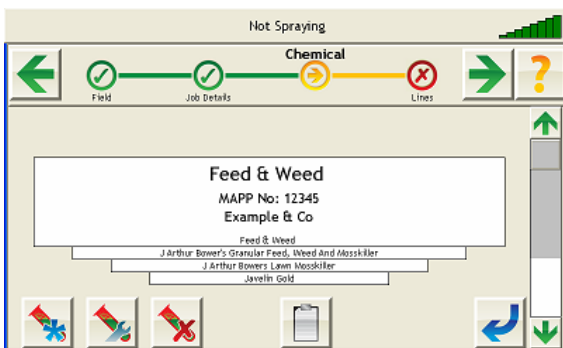 Not Spraying
Chemical
Field
Job Details
Lines
?
Feed & Weed
MAPP No: 12345
Example & Co
Feed & Weed
J Arthur Bower's Granular Feed, Weed And Mosskiller
J Arthur Bowers Lawn Mosskiller
Javelin Gold